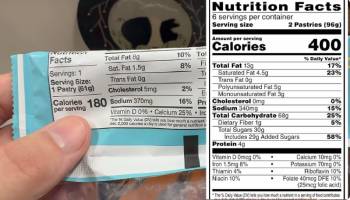 Nutrition
Facts
Servings: 1
Serving Size:
1 Pastry (61g)
Calories 180
per serving
Total Fat 8g 10%
Sat. Fat 1.5g 8%
Trans Fat 0g
Cholesterol 5mg 2%
Sodium 370mg 16%
Vitamin D 0% • Calcium 25% •
Nutrition Facts
6 servings per container
Serving Size 2 Pastries (96g)
Amount per serving
Calories 400
% Daily Value*
Total Fat 13g 17%
Saturated Fat 4.5g 23%
Trans Fat 0g
Polyunsaturated Fat 5g
Monounsaturated Fat 3g
Cholesterol 0mg 0%
Sodium 340mg 15%
Total Carbohydrate 68g 25%
Dietary Fiber 1g 5%
Total Sugars 30g
Includes 29g Added Sugars 58%
Protein 4g
Vitamin D 0mcg 0% • Calcium 10mg 0%
Iron 1.5mg 8% • Potassium 70mg 0%
Thiamin 4% • Riboflavin 10%
Niacin 10% • Folate 40mcg DFE 10%
(25mcg folic acid)